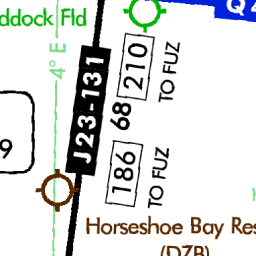 ddock Fld
Q
4° E
J23-131
210
TO FUZ
68
186
TO FUZ
9
Horseshoe Bay Res
(DZB)